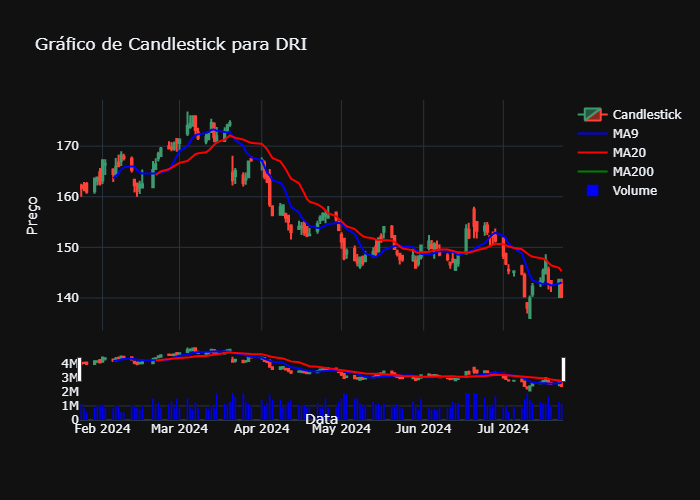 Gráfico de Candlestick para DRI
Candlestick
MA9
MA20
MA200
Volume
Preço
170
160
150
140
4M
3M
2M
1M
0
Data
Feb 2024
Mar 2024
Apr 2024
May 2024
Jun 2024
Jul 2024